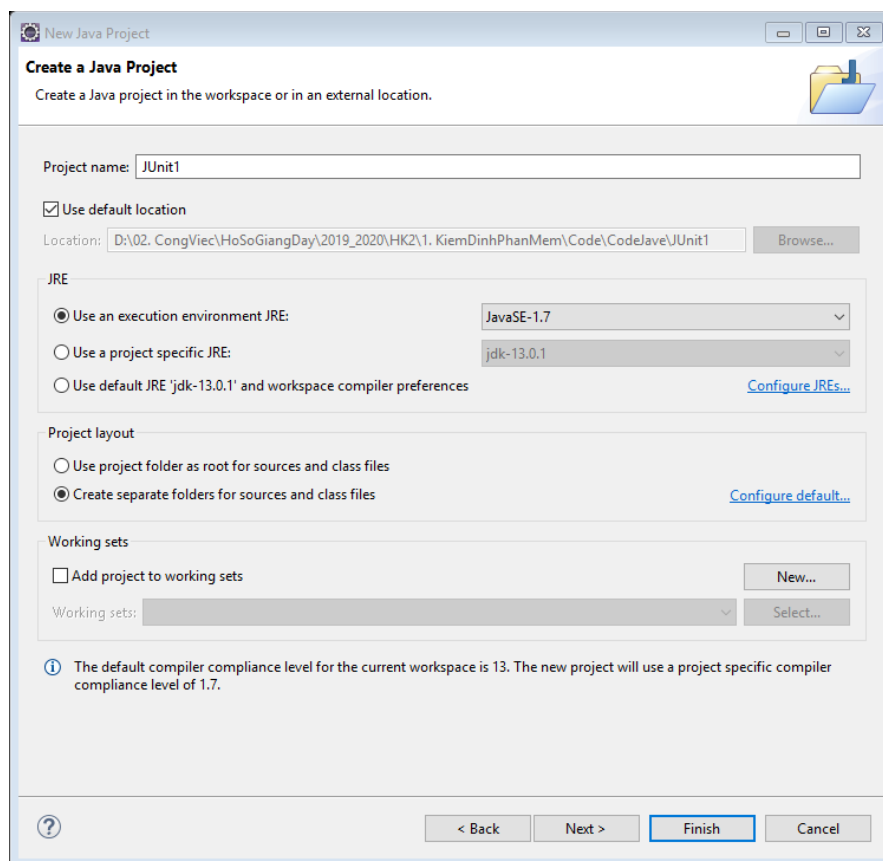 New Java Project
Create a Java Project
Create a Java project in the workspace or in an external location.
Project name: JUnit1
Use default location
Location: D:\02. CongViec\HoSoGiangDay\2019_2020\HK2\1. KiemDinhPhanMem\Code\CodeJave\JUnit1 Browse...
JRE
Use an execution environment JRE: JavaSE-1.7
Use a project specific JRE: jdk-13.0.1
Use default JRE 'jdk-13.0.1' and workspace compiler preferences Configure JREs...
Project layout
Use project folder as root for sources and class files
Create separate folders for sources and class files Configure default...
Working sets
Add project to working sets New...
Working sets: Select...
The default compiler compliance level for the current workspace is 13. The new project will use a project specific compiler
compliance level of 1.7.
? < Back Next > Finish Cancel